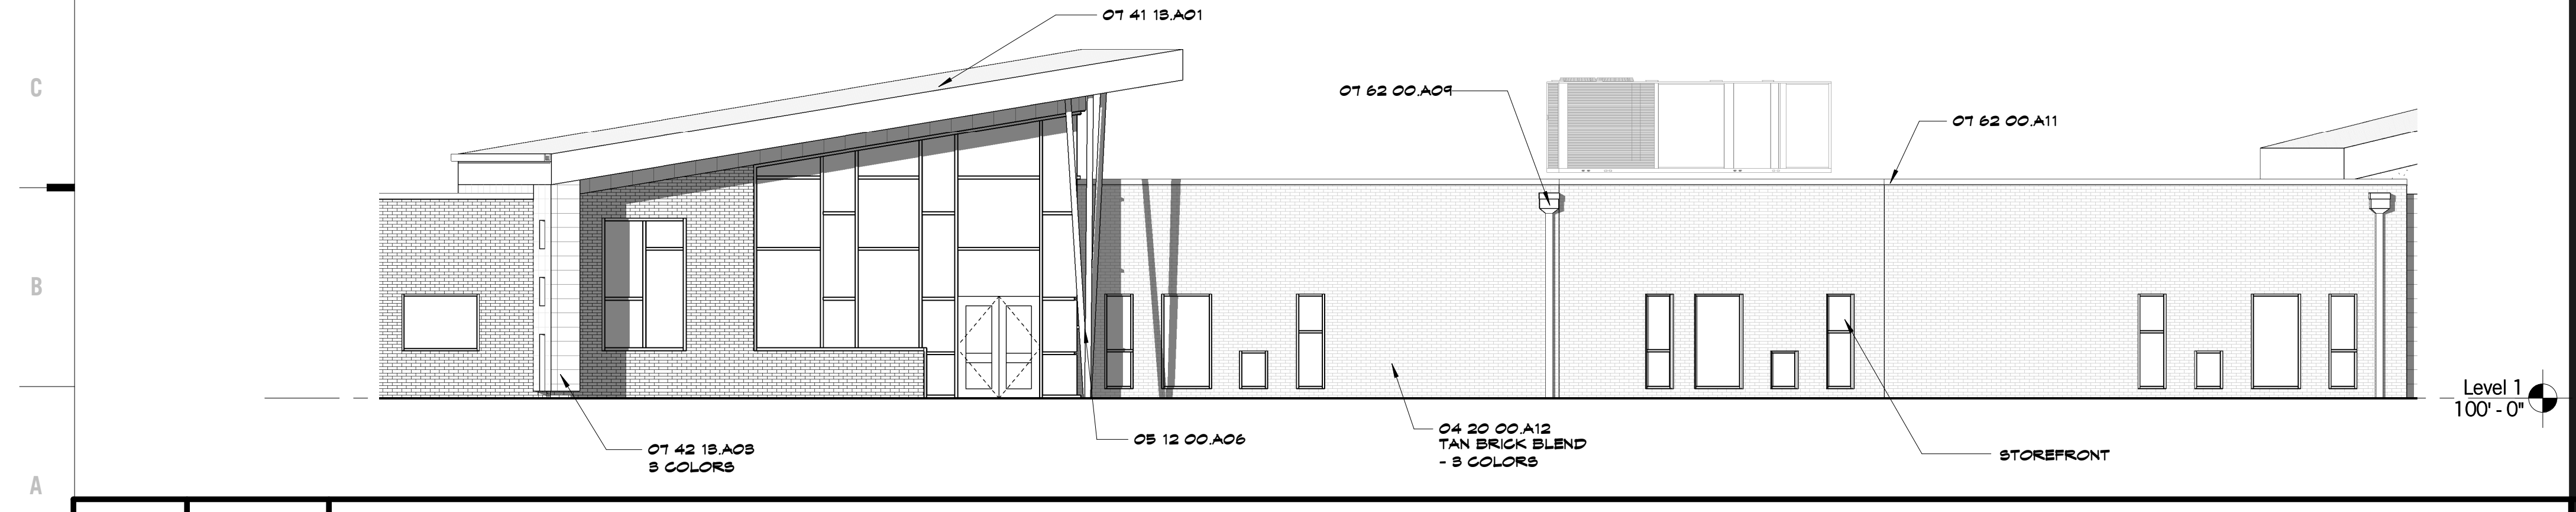 07 41 13.A01
C
07 62 00.A09
07 62 00.A11
B
Level 1
100' - 0"
04 20 00.A12
TAN BRICK BLEND
- 3 COLORS
05 12 00.A06
07 42 13.A03
3 COLORS
STOREFRONT
A